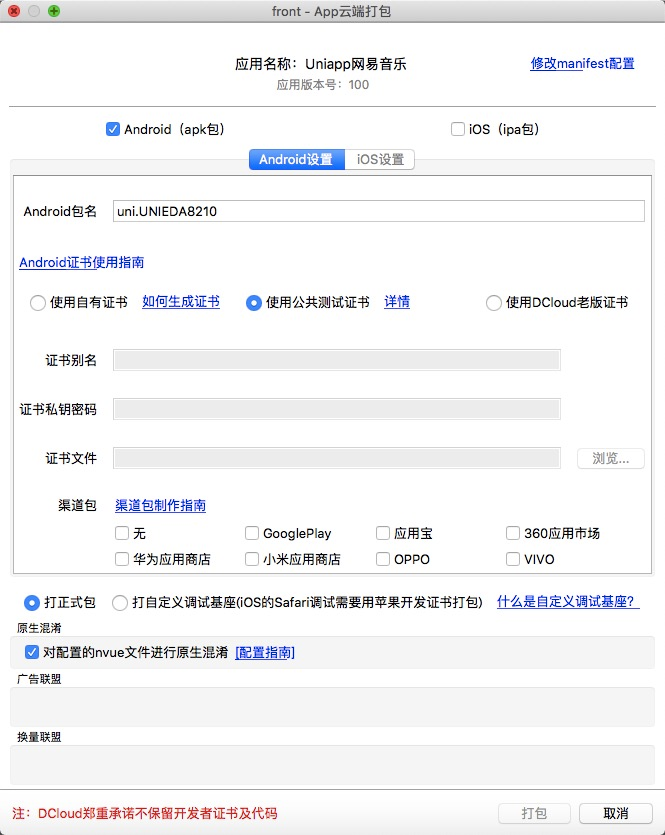 front - App云端打包
应用名称：Uniapp网易音乐
修改manifest配置
应用版本号：100
Android（apk包）
iOS（ipa包）
Android设置
iOS设置
Android包名
uni.UNIEDA8210
Android证书使用指南
使用自有证书 如何生成证书 使用公共测试证书 详情 使用DCloud老版证书
证书别名
证书私钥密码
证书文件
浏览...
渠道包 渠道包制作指南
无 GooglePlay 应用宝 360应用市场
华为应用商店 小米应用商店 OPPO VIVO
打正式包 打自定义调试基座(iOS的Safari调试需要用苹果开发证书打包) 什么是自定义调试基座？
原生混淆
对配置的nvue文件进行原生混淆 [配置指南]
广告联盟
换量联盟
注：DCloud郑重承诺不保留开发者证书及代码
打包
取消